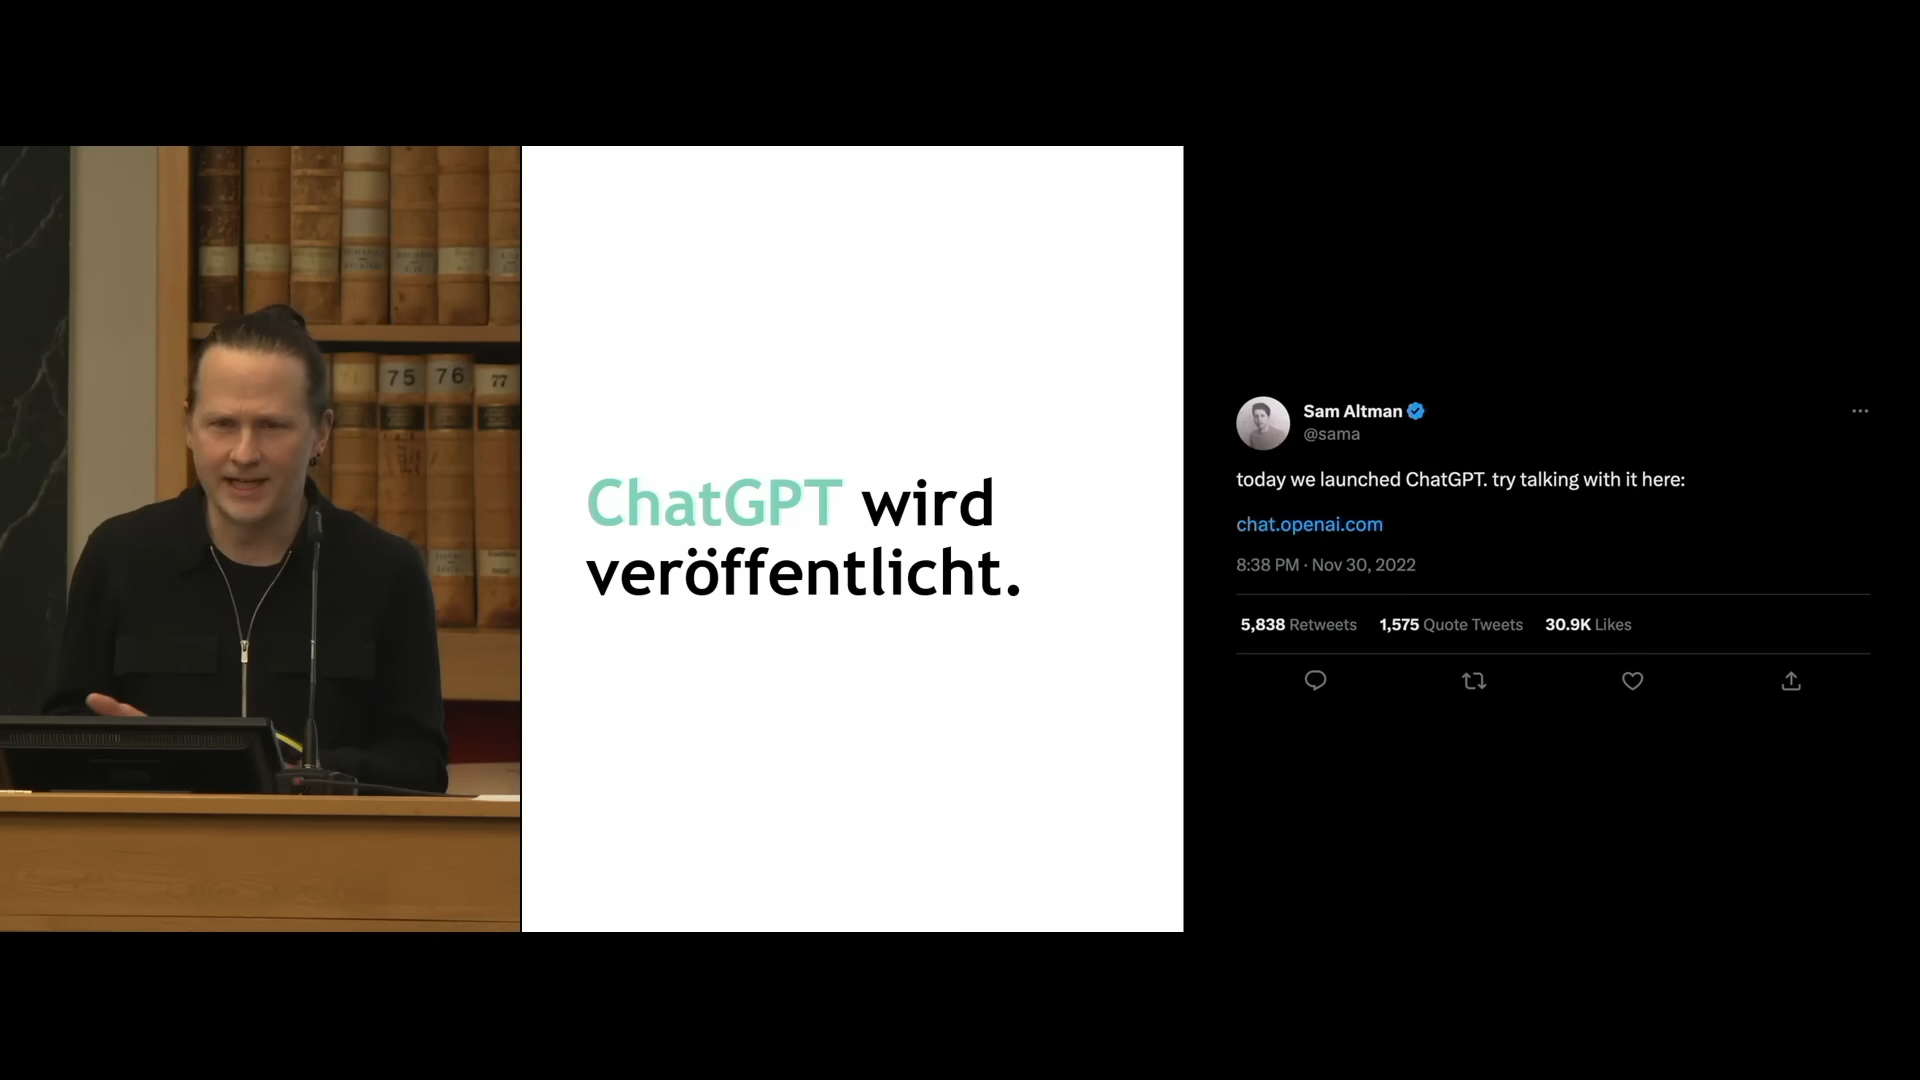 75
76
77
ChatGPT wird
veröffentlicht.
Sam Altman
@sama
today we launched ChatGPT. try talking with it here:
chat.openai.com
8:38 PM · Nov 30, 2022
5,838 Retweets 1,575 Quote Tweets 30.9K Likes